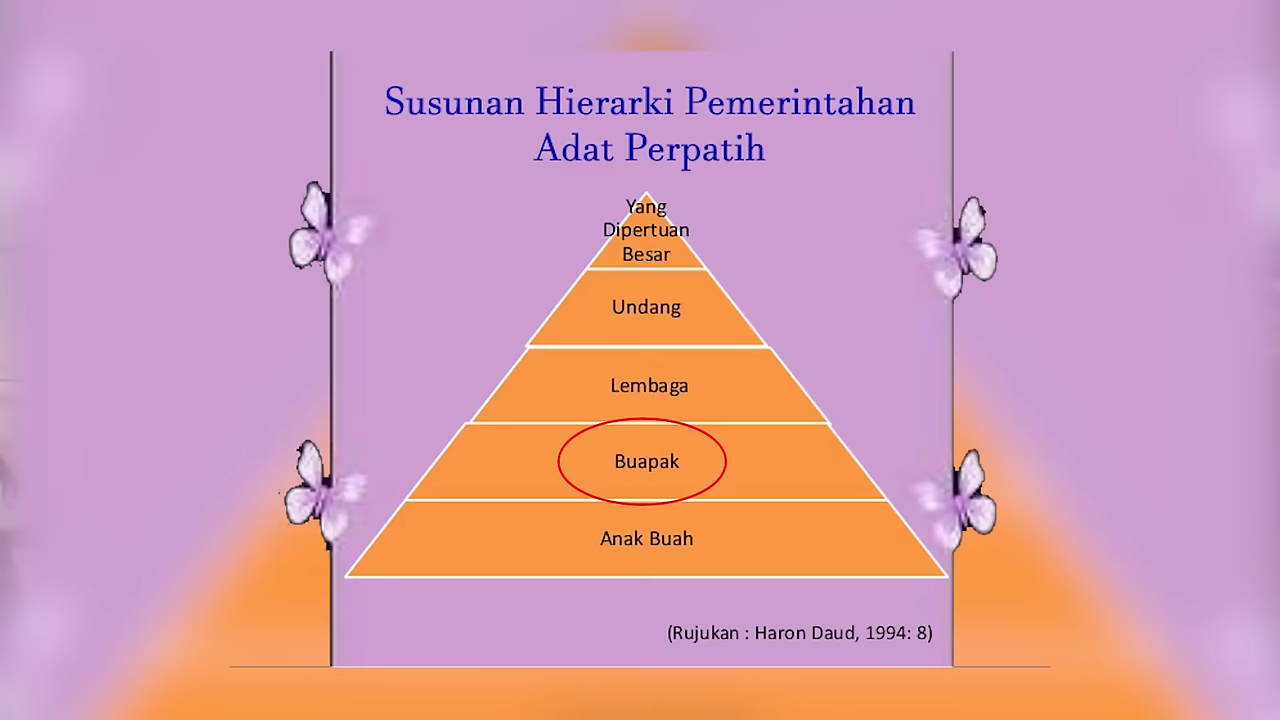 Susunan Hierarki Pemerintahan
Adat Perpatih
Yang
Dipertuan
Besar
Undang
Lembaga
Buapak
Anak Buah
(Rujukan : Haron Daud, 1994: 8)